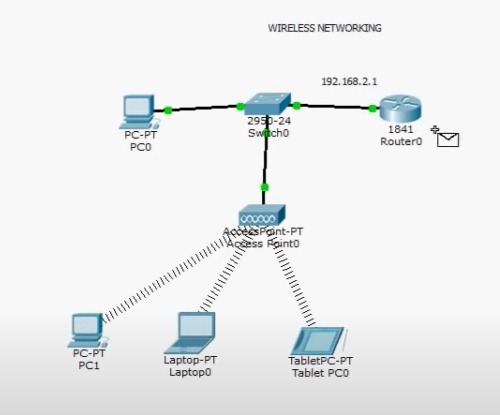 WIRELESS NETWORKING
192.168.2.1
PC-PT
PC0
2950-24
Switch0
1841
Router0
AccessPoint-PT
Access Point0
PC-PT
PC1
Laptop-PT
Laptop0
TabletPC-PT
Tablet PC0